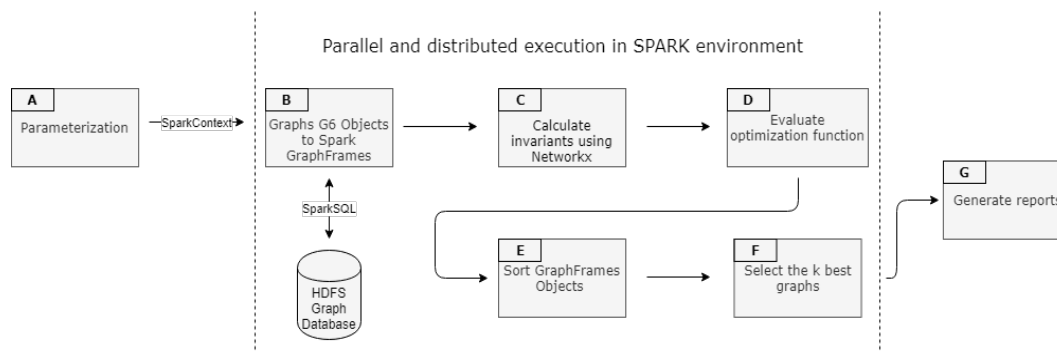 Parallel and distributed execution in SPARK environment
A
Parameterization
SparkContext
B
Graphs G6 Objects
to Spark
GraphFrames
C
Calculate
invariants using
Networkx
D
Evaluate
optimization function
SparkSQL
HDFS
Graph
Database
E
Sort GraphFrames
Objects
F
Select the k best
graphs
G
Generate reports